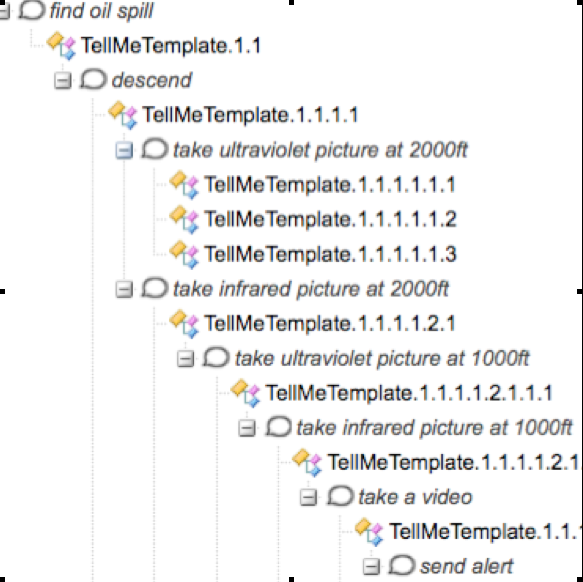 find oil spill
TellMeTemplate.1.1
descend
TellMeTemplate.1.1.1.1
take ultraviolet picture at 2000ft
TellMeTemplate.1.1.1.1.1.1
TellMeTemplate.1.1.1.1.1.2
TellMeTemplate.1.1.1.1.1.3
take infrared picture at 2000ft
TellMeTemplate.1.1.1.1.2.1
take ultraviolet picture at 1000ft
TellMeTemplate.1.1.1.1.2.1.1.1
take infrared picture at 1000ft
TellMeTemplate.1.1.1.1.2.1.
take a video
TellMeTemplate.1.1.1
send alert